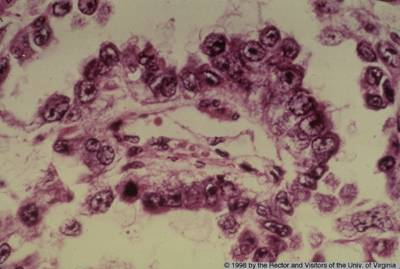 © 1998 by the Rector and Visitors of the Univ. of Virginia